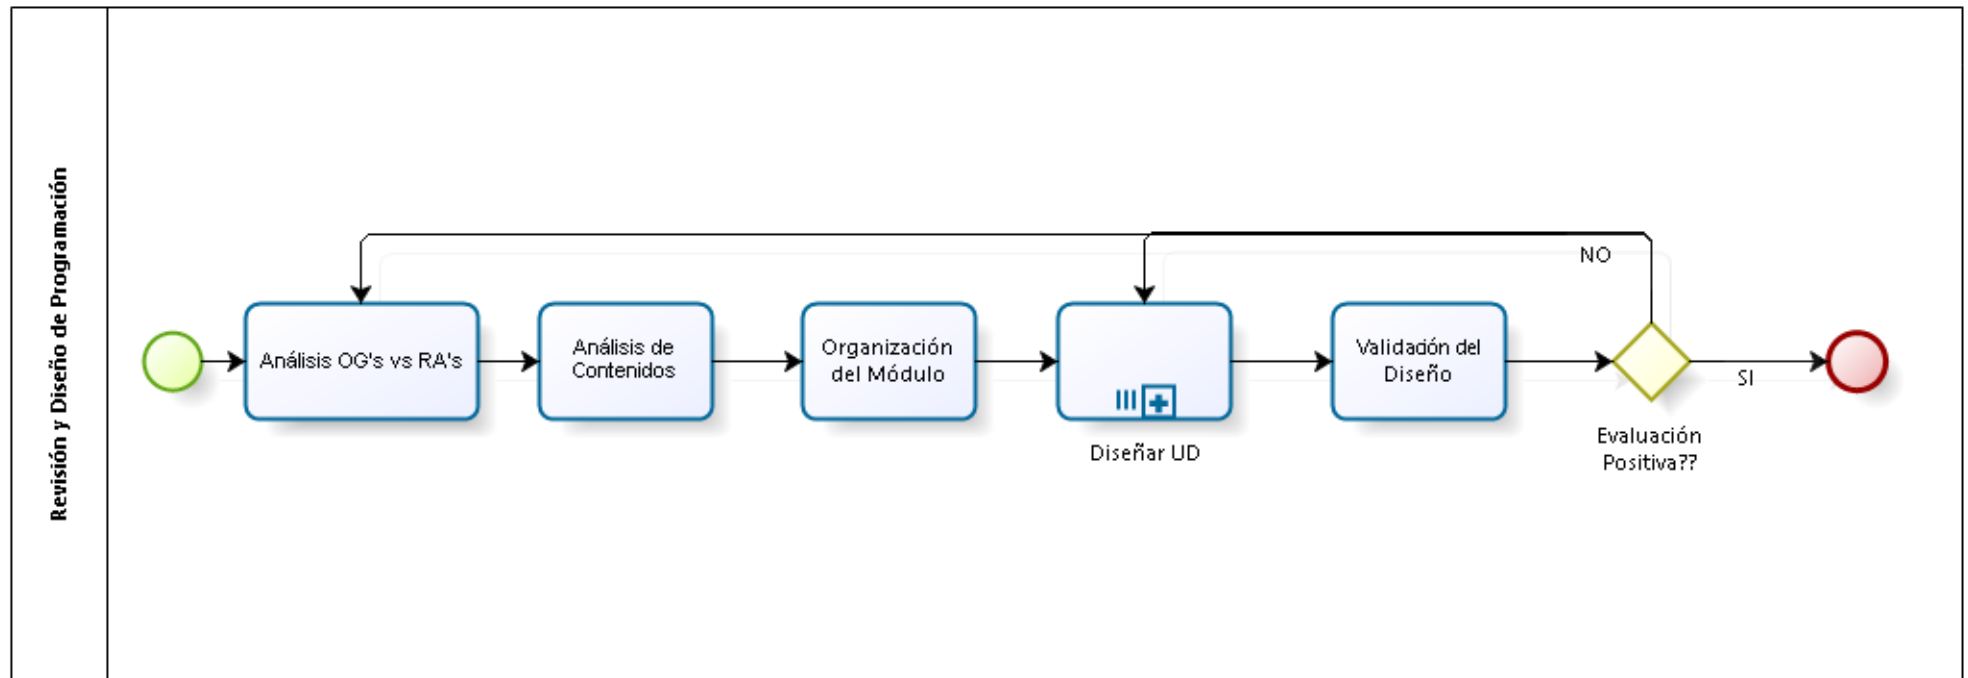 Revisión y Diseño de Programación
Análisis OG's vs RA's
Análisis de
Contenidos
Organización
del Módulo
Diseñar UD
Validación del
Diseño
NO
Evaluación
Positiva??
SI